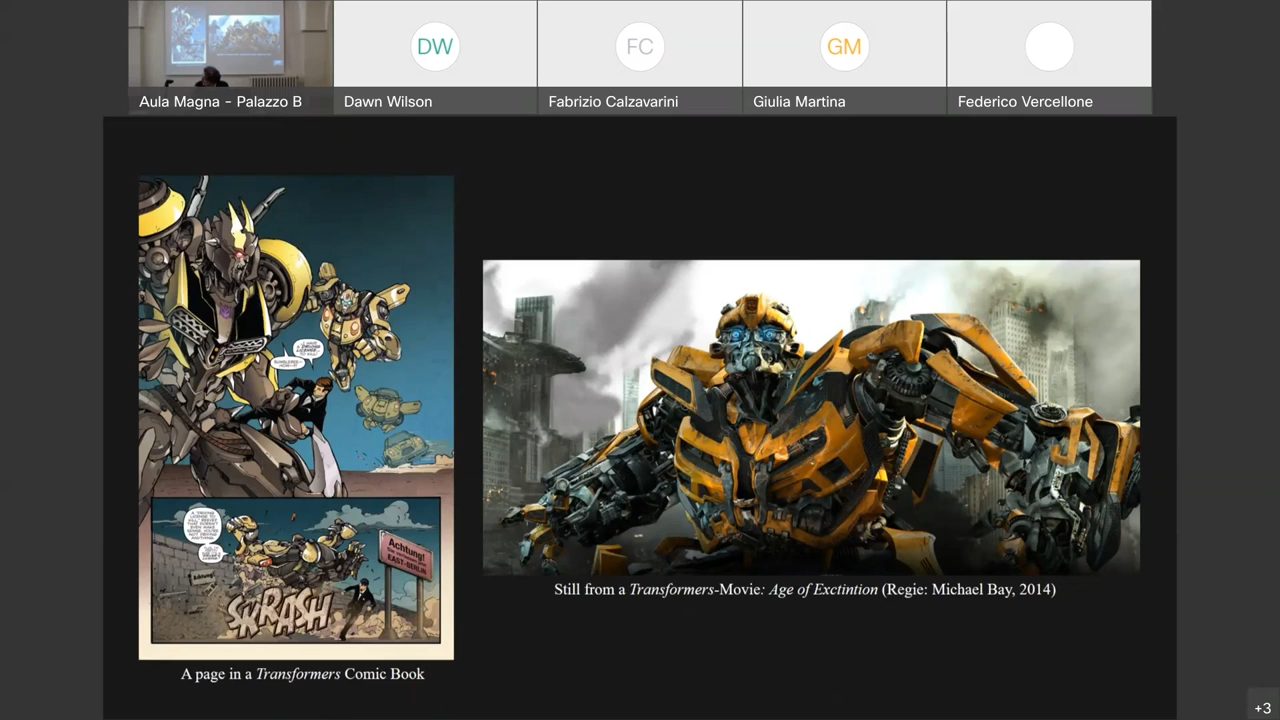 DW
FC
GM
Aula Magna - Palazzo B
Dawn Wilson
Fabrizio Calzavarini
Giulia Martina
Federico Vercellone
Achtung!
EAST-BERLIN
Achtung!
SKRASH
Still from a Transformers-Movie: Age of Exctintion (Regie: Michael Bay, 2014)
A page in a Transformers Comic Book
+3